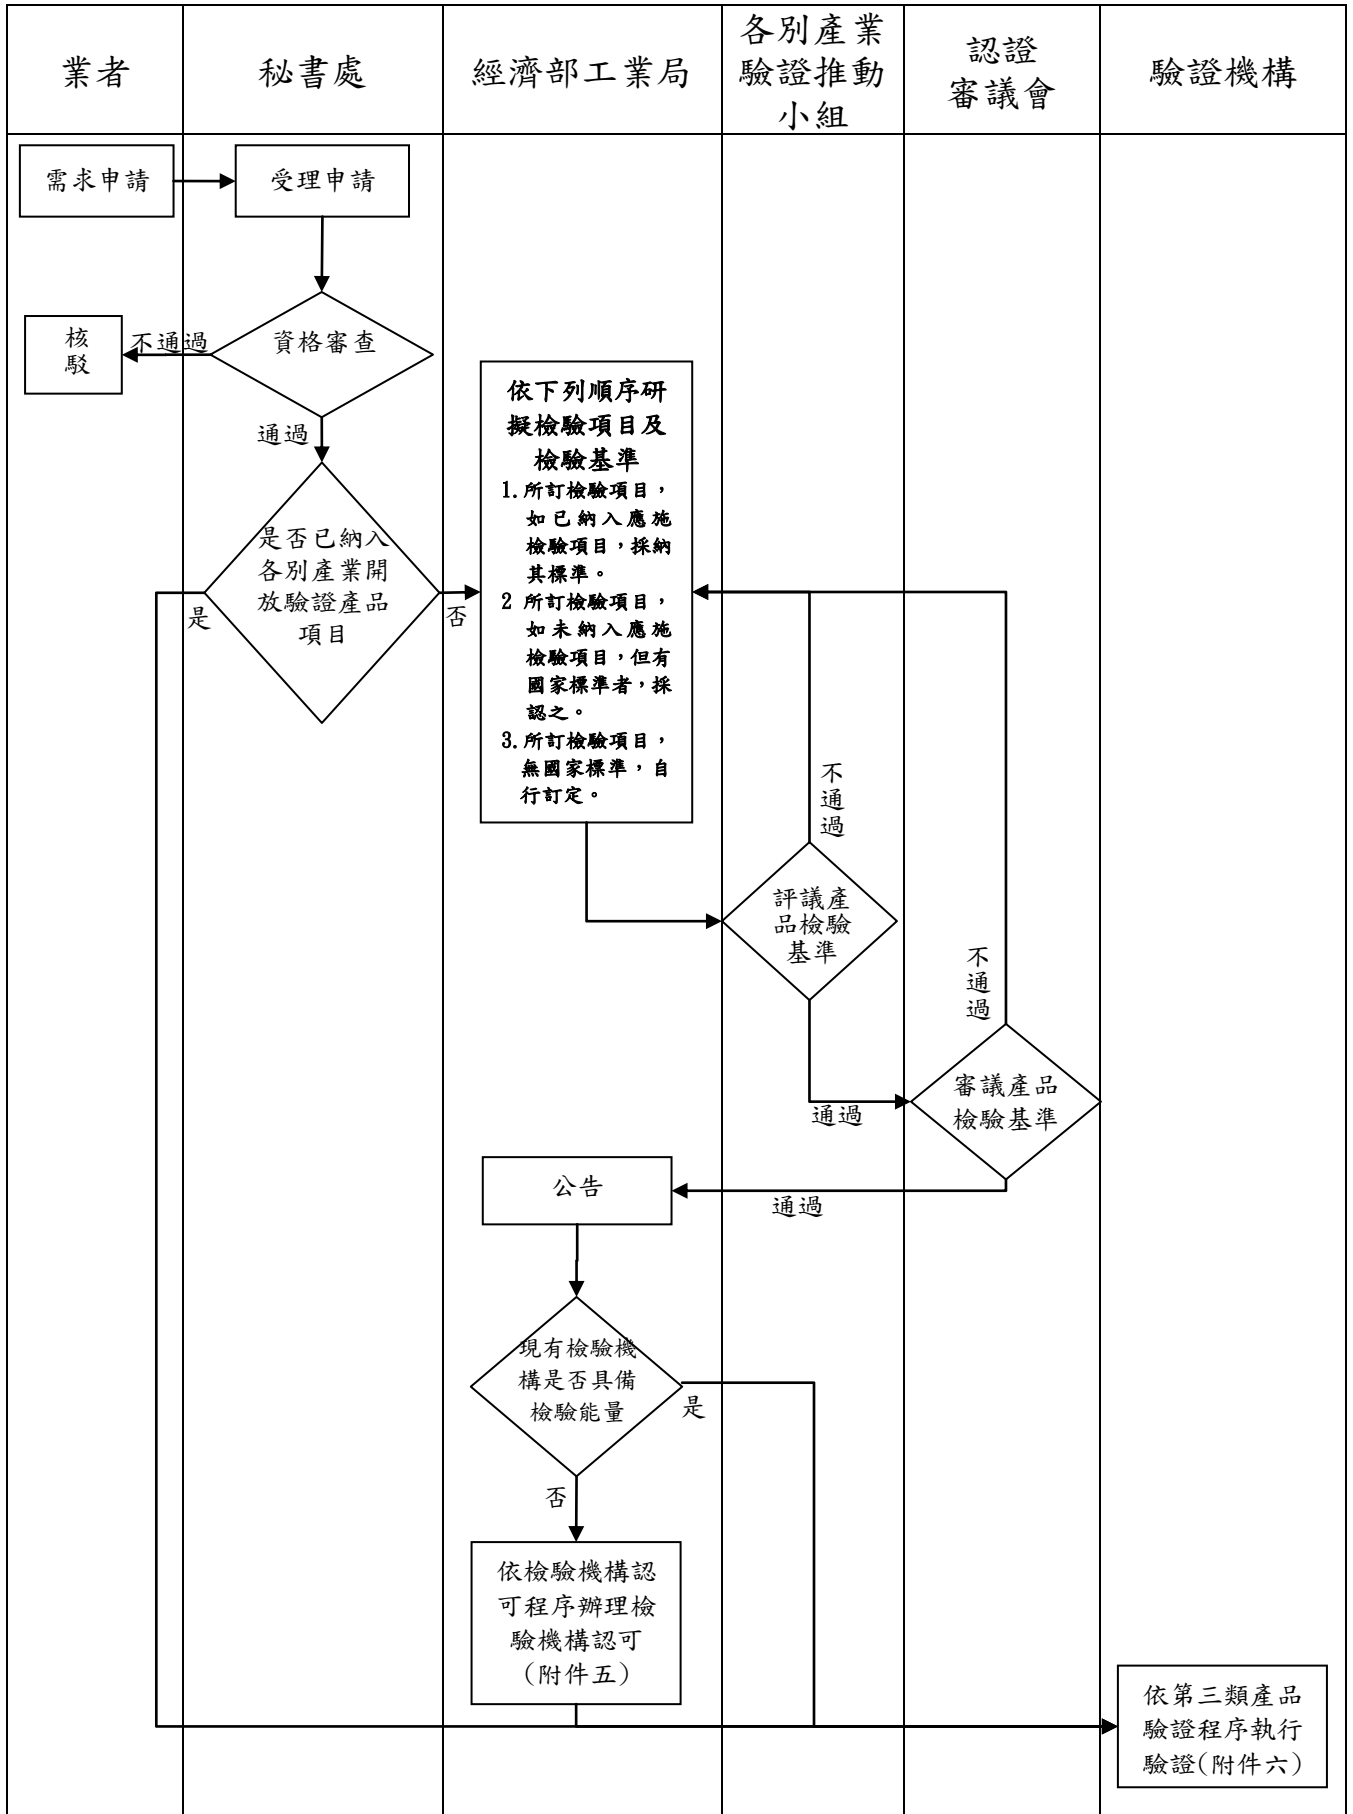 業者
秘書處
經濟部工業局
各別產業
驗證推動
小組
認證
審議會
驗證機構
需求申請
受理申請
資格審查
不通過
核
駁
通過
是否已納入
各別產業開
放驗證產品
項目
是
否
依下列順序研
擬檢驗項目及
檢驗基準
1.所訂檢驗項目，
如已納入應施
檢驗項目，採納
其標準。
2 所訂檢驗項目，
如未納入應施
檢驗項目，但有
國家標準者，採
認之。
3.所訂檢驗項目，
無國家標準，自
行訂定。
不
通
過
評議產
品檢驗
基準
通過
不
通
過
審議產品
檢驗基準
通過
公告
現有檢驗機
構是否具備
檢驗能量
是
否
依檢驗機構認
可程序辦理檢
驗機構認可
(附件五)
依第三類產品
驗證程序執行
驗證(附件六)